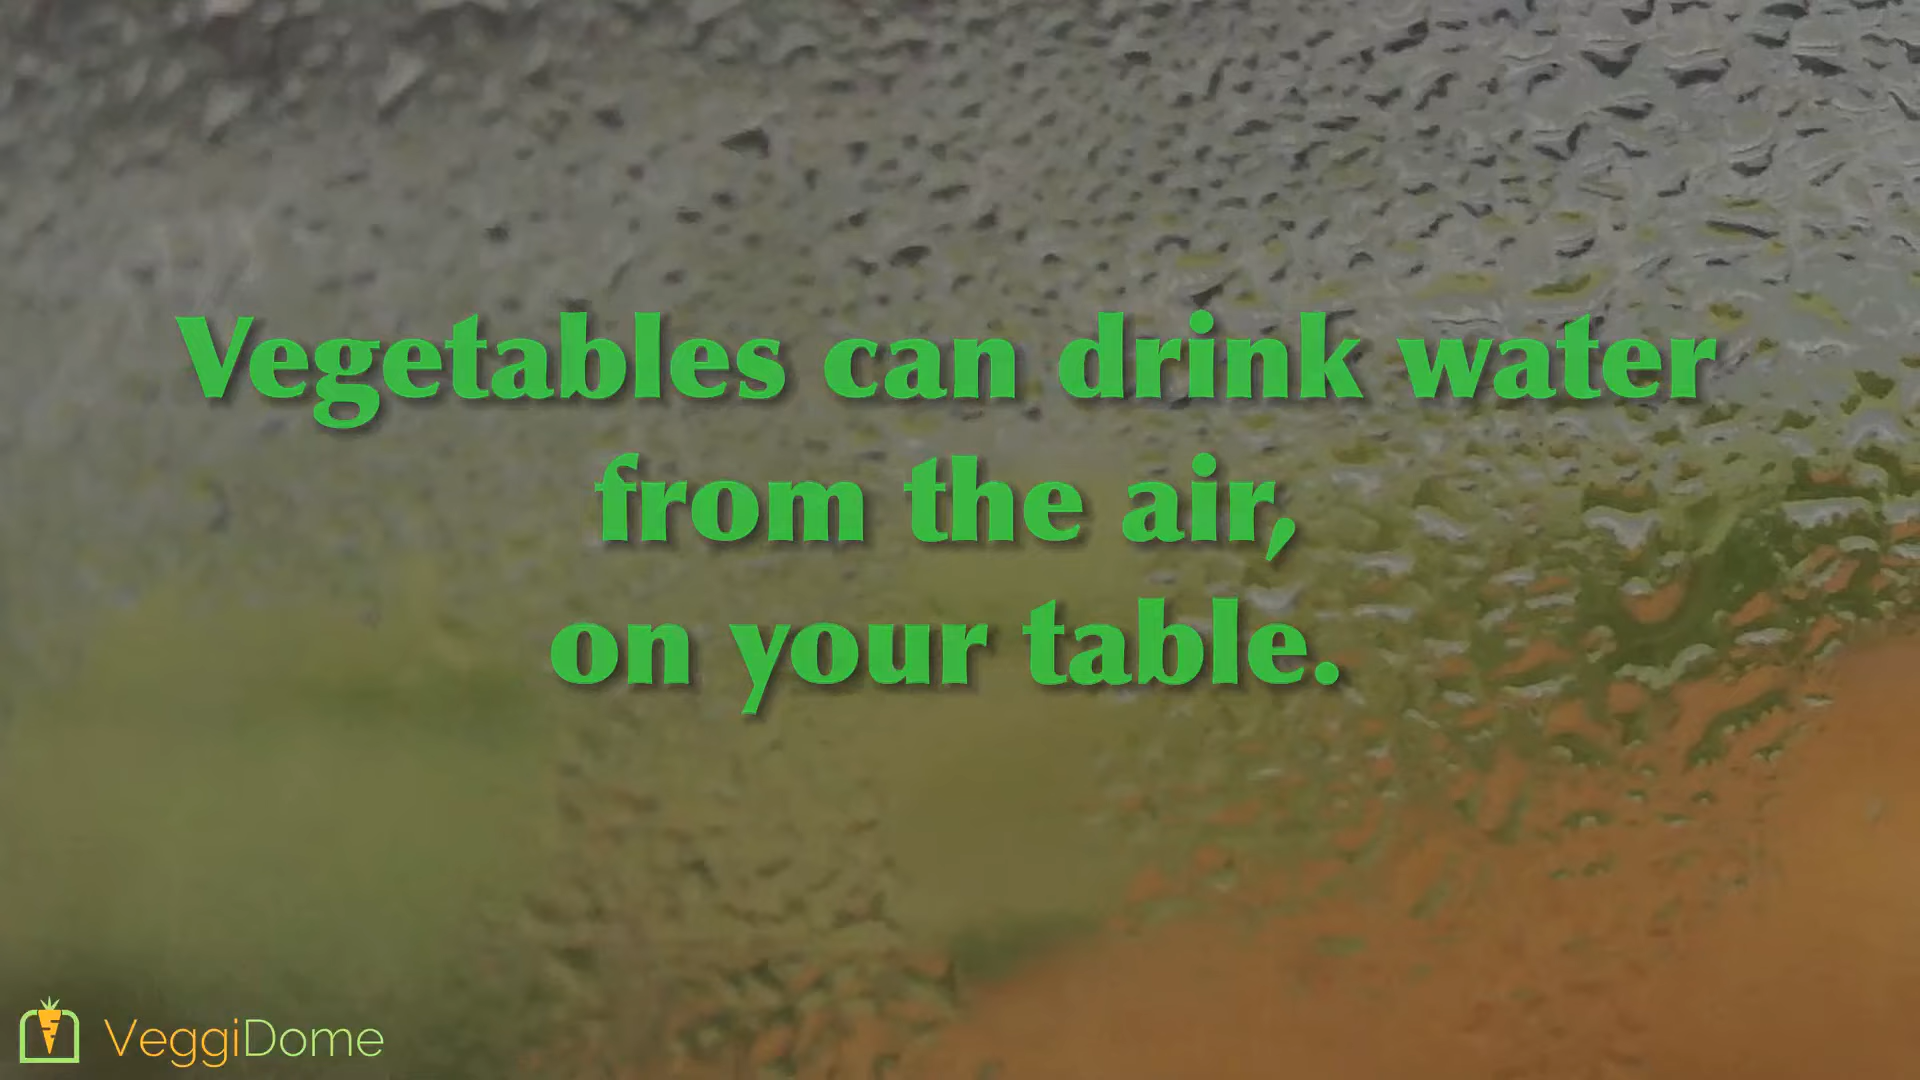 Vegetables can drink water
from the air,
on your table.
VeggiDome